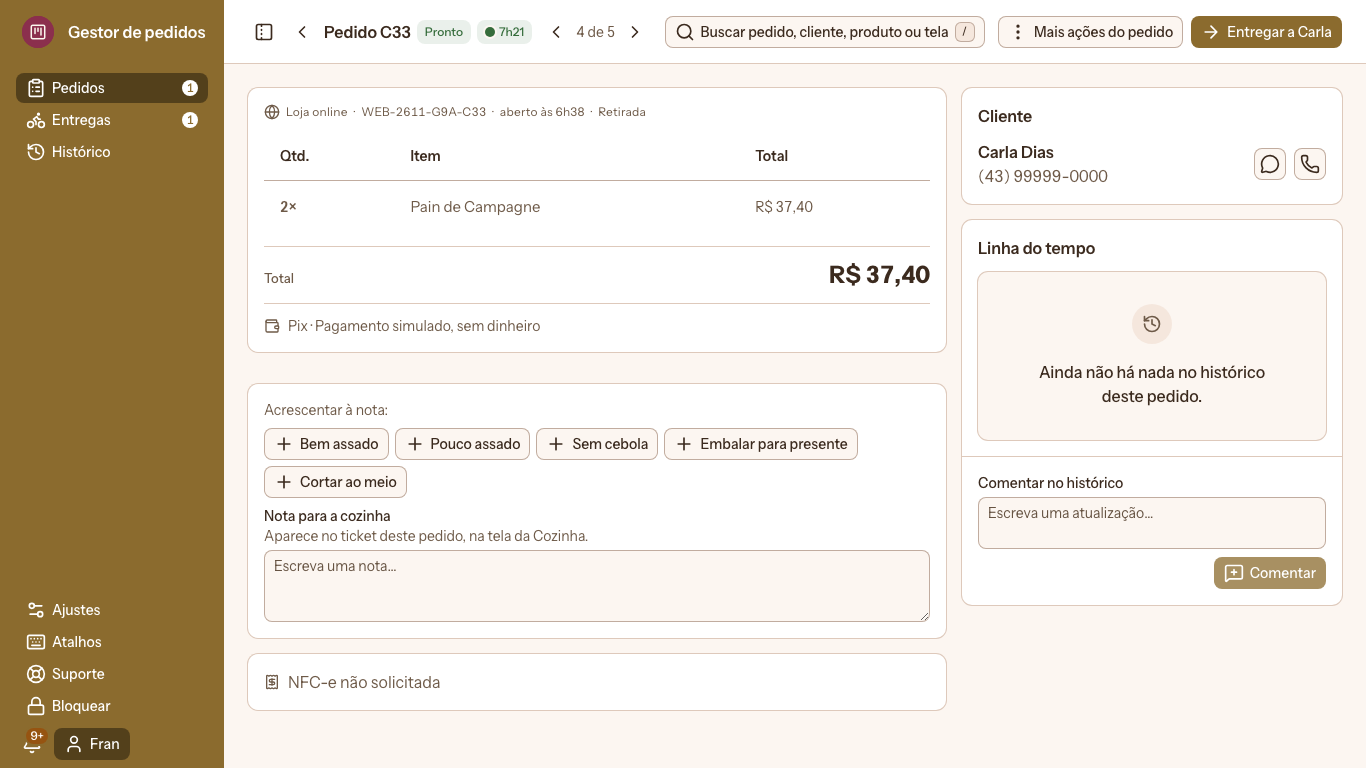 Gestor de pedidos
Pedidos 1
Entregas 1
Histórico
Ajustes
Atalhos
Suporte
Bloquear
9+ Fran
Pedido C33 Pronto 7h21 4 de 5 Buscar pedido, cliente, produto ou tela / Mais ações do pedido Entregar a Carla
Loja online · WEB-2611-G9A-C33 · aberto às 6h38 · Retirada
Qtd. Item Total
2× Pain de Campagne R$ 37,40
Total R$ 37,40
Pix · Pagamento simulado, sem dinheiro
Acrescentar à nota:
Bem assado Pouco assado Sem cebola Embalar para presente
Cortar ao meio
Nota para a cozinha
Aparece no ticket deste pedido, na tela da Cozinha.
Escreva uma nota...
NFC-e não solicitada
Cliente
Carla Dias
(43) 99999-0000
Linha do tempo
Ainda não há nada no histórico
deste pedido.
Comentar no histórico
Escreva uma atualização...
Comentar